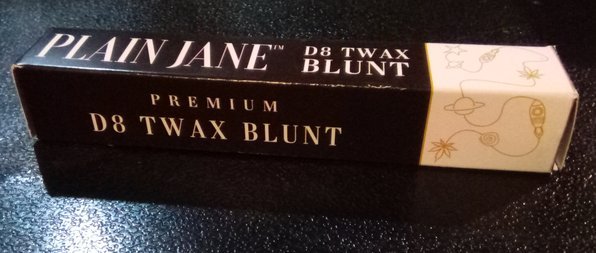 PLAIN JANE™
D8 TWAX
BLUNT
PREMIUM
D8 TWAX BLUNT